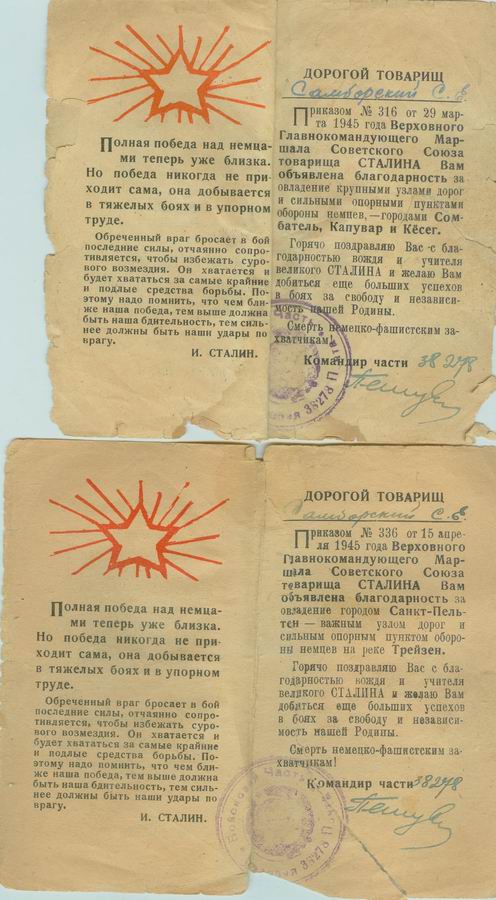 Полная победа над немца-
ми теперь уже близка.
Но победа никогда не при-
ходит сама, она добывается
в тяжелых боях и в упорном
труде.
Обреченный враг бросает в бой
последние силы, отчаянно сопро-
тивляется, чтобы избежать суро-
вого возмездия. Он хватается и
будет хвататься за самые крайние
и подлые средства борьбы. По-
этому надо помнить, что чем бли-
же наша победа, тем выше должна
быть наша бдительность, тем силь-
нее должны быть наши удары по
врагу.
И. СТАЛИН.
ДОРОГОЙ ТОВАРИЩ
Самборский С. Е.
Приказом № 316 от 29 мар-
та 1945 года Верховного
Главнокомандующего Мар-
шала Советского Союза
товарища СТАЛИНА Вам
объявлена благодарность за
овладение крупными узлами дорог
и сильными опорными пунктами
обороны немцев,—городами Сом-
батель, Капувар и Кёсег.
Горячо поздравляю Вас с бла-
годарностью вождя и учителя
великого СТАЛИНА и желаю Вам
добиться еще больших успехов
в боях за свободу и независи-
мость нашей Родины.
Смерть немецко-фашистским за-
хватчикам!
Командир части 38278
Часть
38278
Полная победа над немца-
ми теперь уже близка.
Но победа никогда не при-
ходит сама, она добывается
в тяжелых боях и в упорном
труде.
Обреченный враг бросает в бой
последние силы, отчаянно сопро-
тивляется, чтобы избежать суро-
вого возмездия. Он хватается и
будет хвататься за самые крайние
и подлые средства борьбы. По-
этому надо помнить, что чем бли-
же наша победа, тем выше должна
быть наша бдительность, тем силь-
нее должны быть наши удары по
врагу.
И. СТАЛИН.
ДОРОГОЙ ТОВАРИЩ
Самборский С. Е.
Приказом № 336 от 15 апре-
ля 1945 года Верховного
Главнокомандующего Мар-
шала Советского Союза
товарища СТАЛИНА Вам
объявлена благодарность за
овладение городом Санкт-Пель-
тен — важным узлом дорог и
сильным опорным пунктом оборо-
ны немцев на реке Трейзен.
Горячо поздравляю Вас с бла-
годарностью вождя и учителя
великого СТАЛИНА и желаю Вам
добиться еще больших успехов
в боях за свободу и независи-
мость нашей Родины.
Смерть немецко-фашистским за-
хватчикам!
Командир части 38278
Войсковая Часть
38278